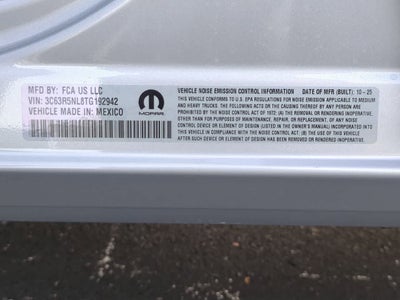 MFD BY: FCA US LLC
VIN: 3C63R5NL8TG192942
VEHICLE MADE IN: MEXICO
MOPAR
VEHICLE NOISE EMISSION CONTROL INFORMATION DATE OF MFR (BUILT): 10 - 25
THIS VEHICLE CONFORMS TO U.S. EPA REGULATIONS FOR NOISE EMISSION APPLICABLE TO MEDIUM
AND HEAVY TRUCKS. THE FOLLOWING ACTS OR THE CAUSING THEREOF BY ANY PERSON ARE
PROHIBITED BY THE NOISE CONTROL ACT OF 1972: (A) THE REMOVAL OR RENDERING INOPERATIVE,
OTHER THAN FOR PURPOSES OF MAINTENANCE, REPAIR, OR REPLACEMENT, OF ANY NOISE
CONTROL DEVICE OR ELEMENT OF DESIGN (LISTED IN THE OWNER'S MANUAL) INCORPORATED
INTO THIS VEHICLE IN COMPLIANCE WITH THE NOISE CONTROL ACT;
(B) THE USE OF THIS VEHICLE
AFTER SUCH DEVICE OR ELEMENT OF DESIGN HAS BEEN REMOVED OR RENDERED INOPERATIVE.